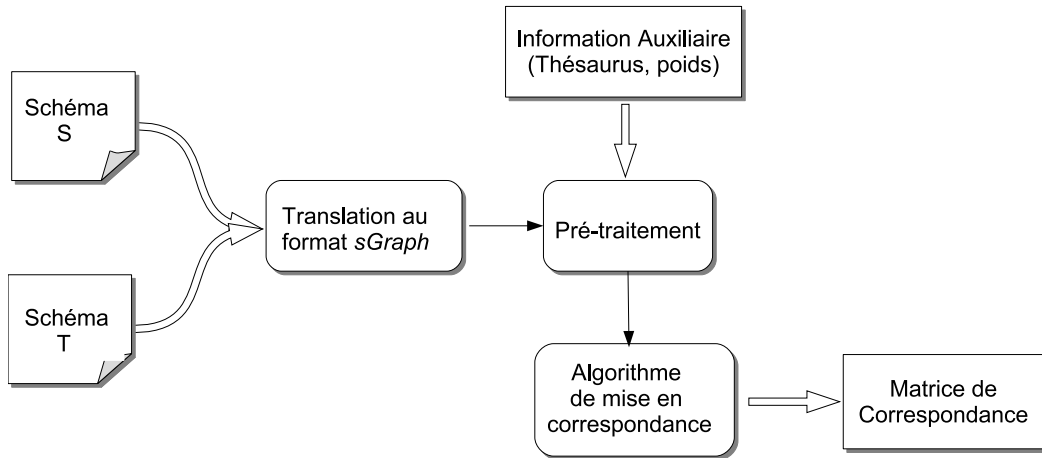 Information Auxiliaire
(Thésaurus, poids)
Schéma
S
Translation au
format sGraph
Pré-traitement
Schéma
T
Algorithme
de mise en
correspondance
Matrice de
Correspondance